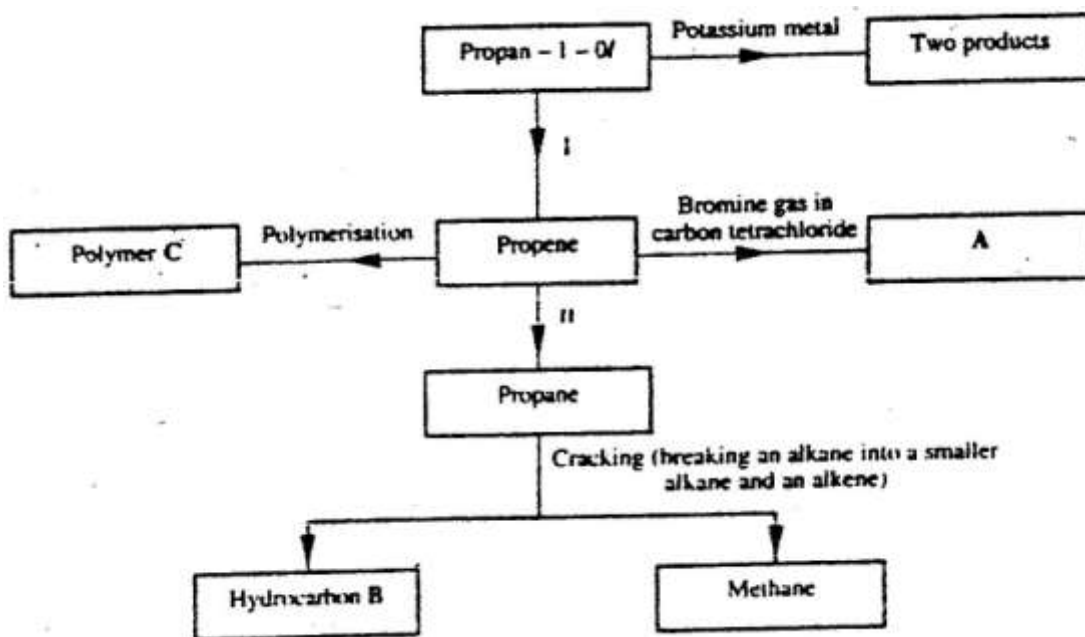 Potassium metal
Propan – 1 – 0l
Two products
I
Bromine gas in
carbon tetrachloride
Polymerisation
Polymer C
Propene
A
II
Propane
Cracking (breaking an alkane into a smaller
alkane and an alkene)
Hydrocarbon B
Methane